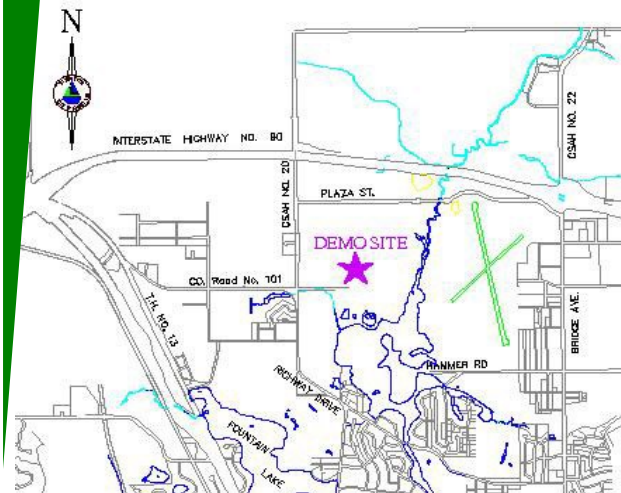 N
INTERSTATE HIGHWAY NO. 90
CSAH NO. 22
CSAH NO. 20
PLAZA ST.
DEMO SITE
CO. Road No. 101
T.H. NO. 13
BRIDGE AVE.
HAMMER RD
RICHWAY DRIVE
FOUNTAIN
LAKE